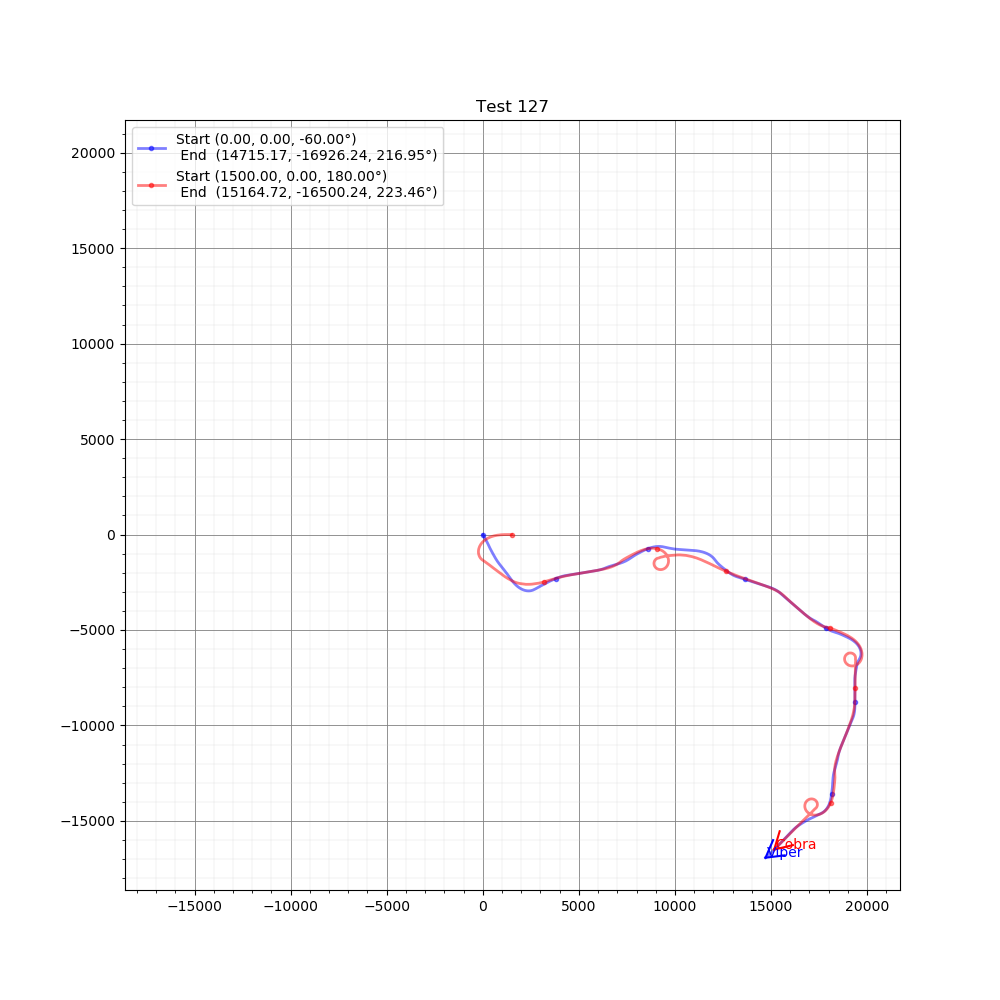 Test 127
Start (0.00, 0.00, -60.00°)
End (14715.17, -16926.24, 216.95°)
Start (1500.00, 0.00, 180.00°)
End (15164.72, -16500.24, 223.46°)
20000
15000
10000
5000
0
−5000
−10000
−15000
Cobra
Viper
−15000 −10000 −5000 0 5000 10000 15000 20000